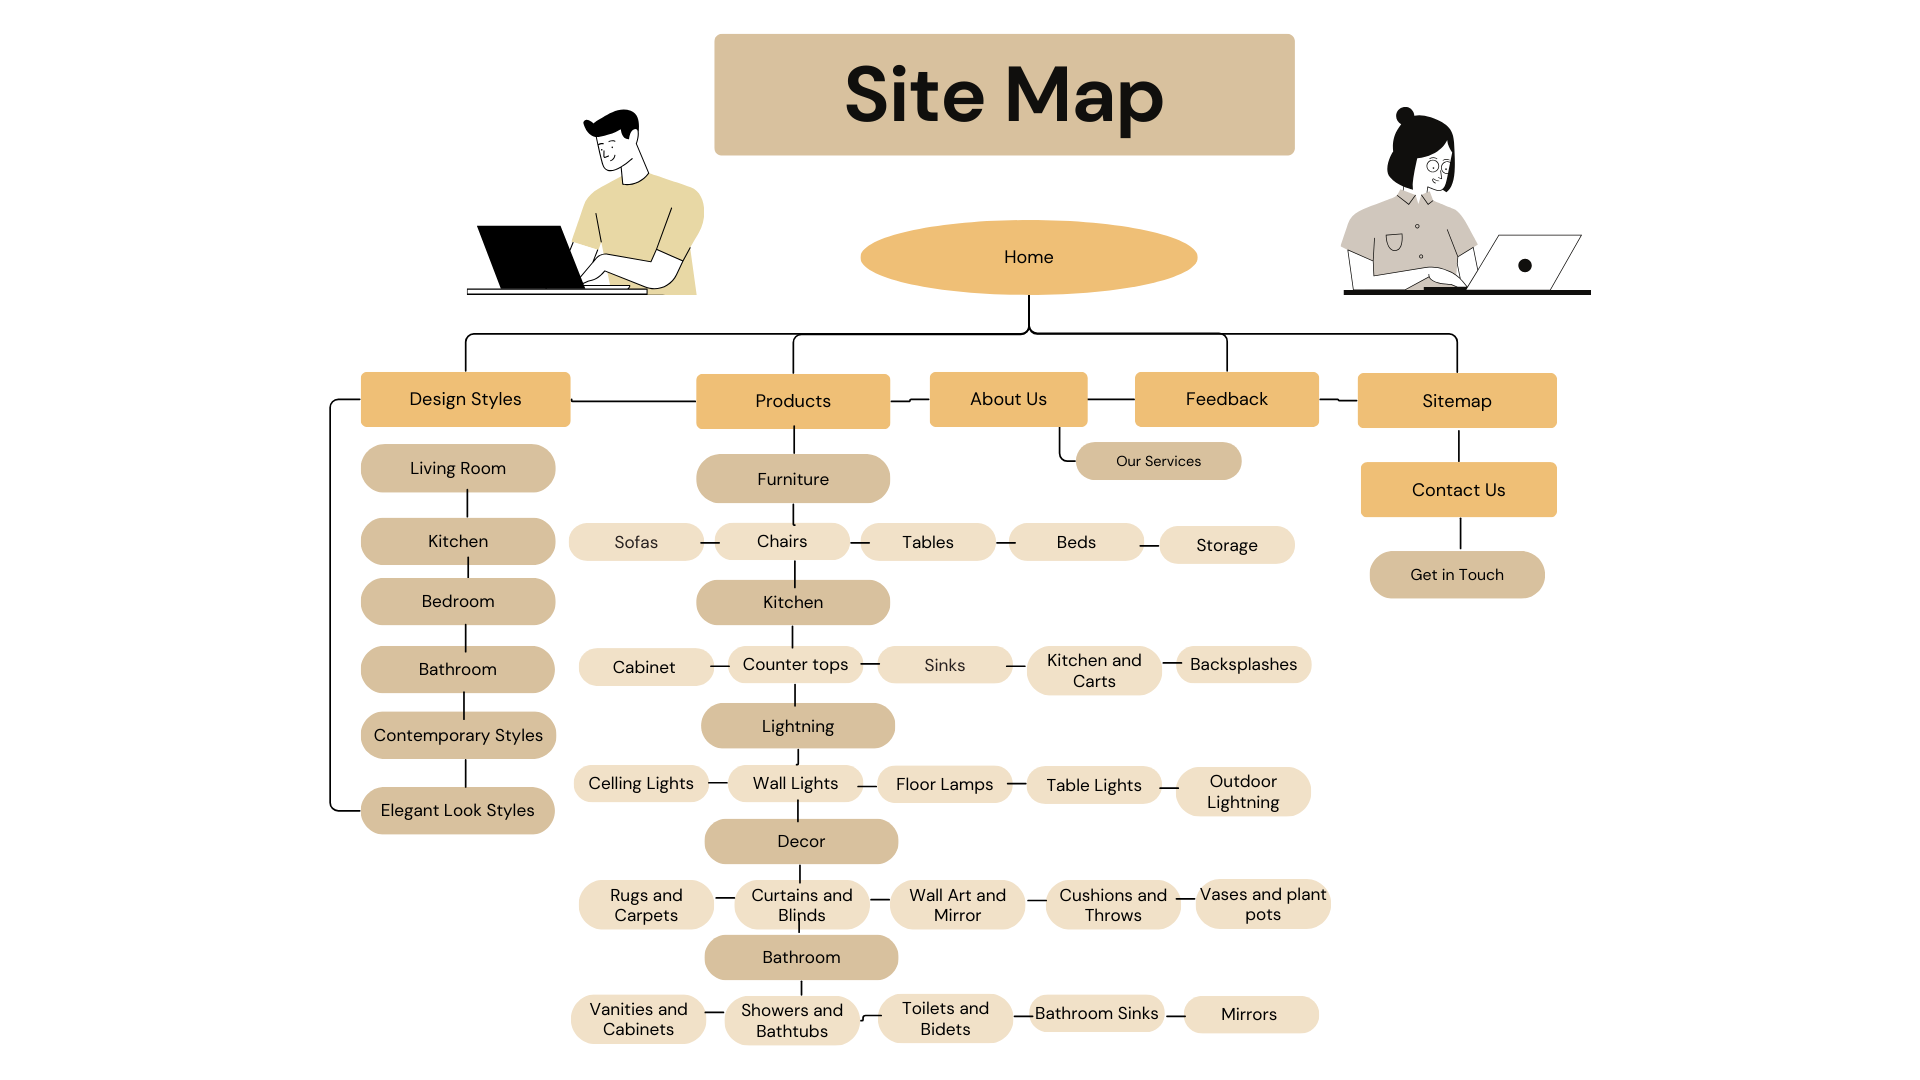 Site Map
Home
Design Styles
Products
About Us
Feedback
Sitemap
Our Services
Living Room
Furniture
Contact Us
Kitchen
Sofas
Chairs
Tables
Beds
Storage
Get in Touch
Bedroom
Kitchen
Bathroom
Cabinet
Counter tops
Sinks
Kitchen and
Carts
Backsplashes
Contemporary Styles
Lightning
Celling Lights
Wall Lights
Floor Lamps
Table Lights
Outdoor
Lightning
Elegant Look Styles
Decor
Rugs and
Carpets
Curtains and
Blinds
Wall Art and
Mirror
Cushions and
Throws
Vases and plant
pots
Bathroom
Vanities and
Cabinets
Showers and
Bathtubs
Toilets and
Bidets
Bathroom Sinks
Mirrors